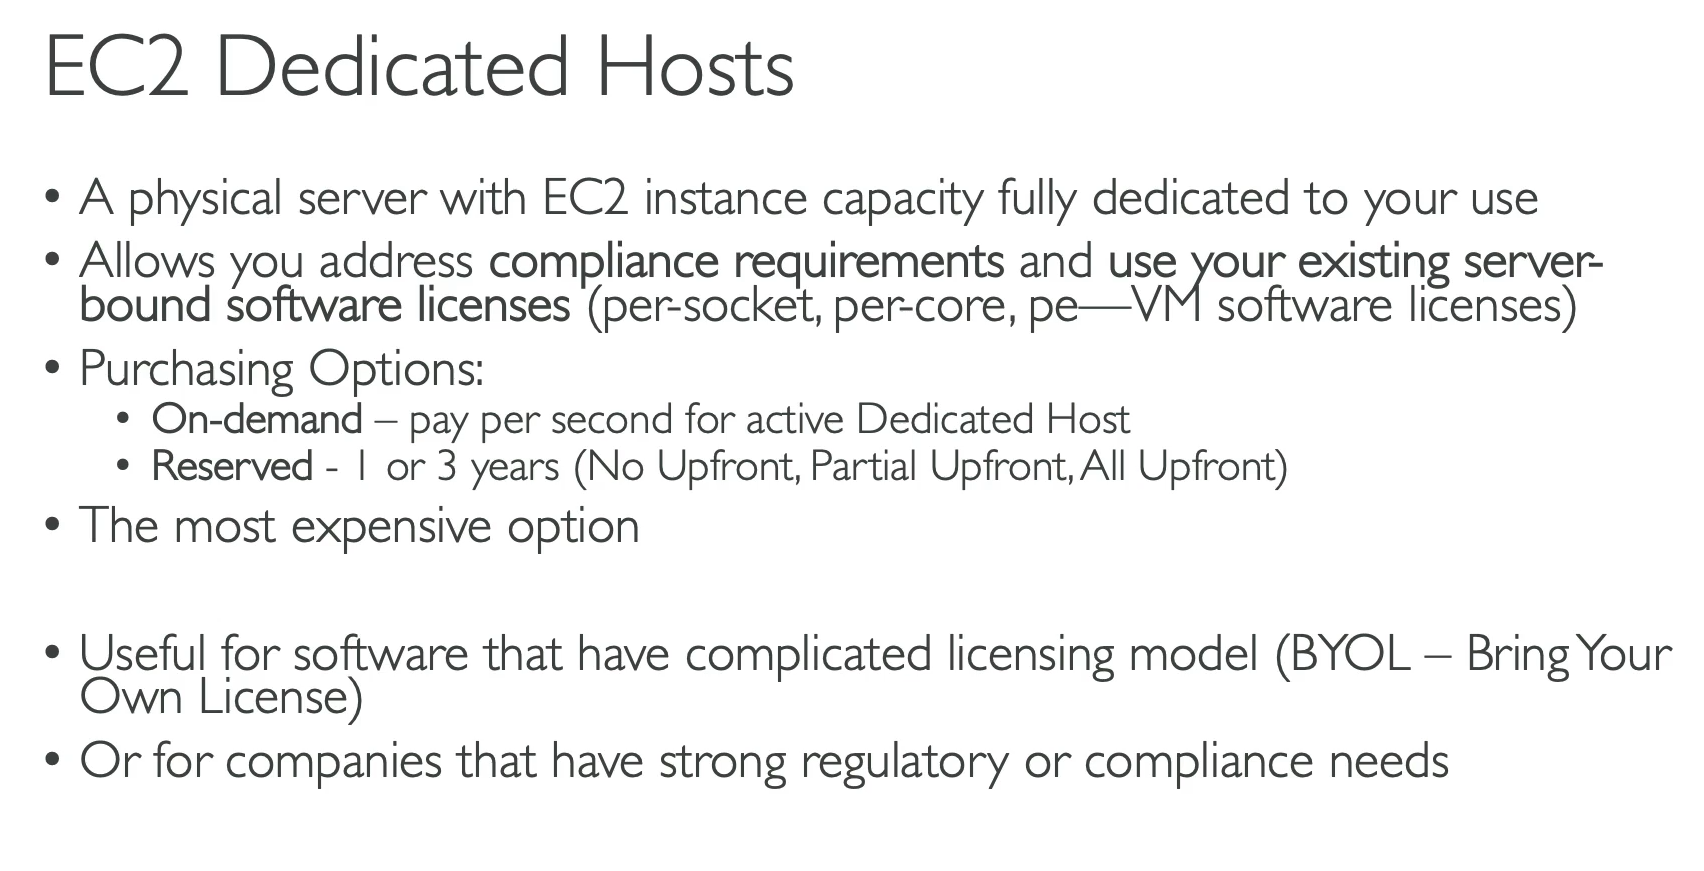 EC2 Dedicated Hosts
• A physical server with EC2 instance capacity fully dedicated to your use
• Allows you address compliance requirements and use your existing server-
bound software licenses (per-socket, per-core, pe—VM software licenses)
• Purchasing Options:
• On-demand – pay per second for active Dedicated Host
• Reserved - 1 or 3 years (No Upfront, Partial Upfront, All Upfront)
• The most expensive option
• Useful for software that have complicated licensing model (BYOL – Bring Your
Own License)
• Or for companies that have strong regulatory or compliance needs